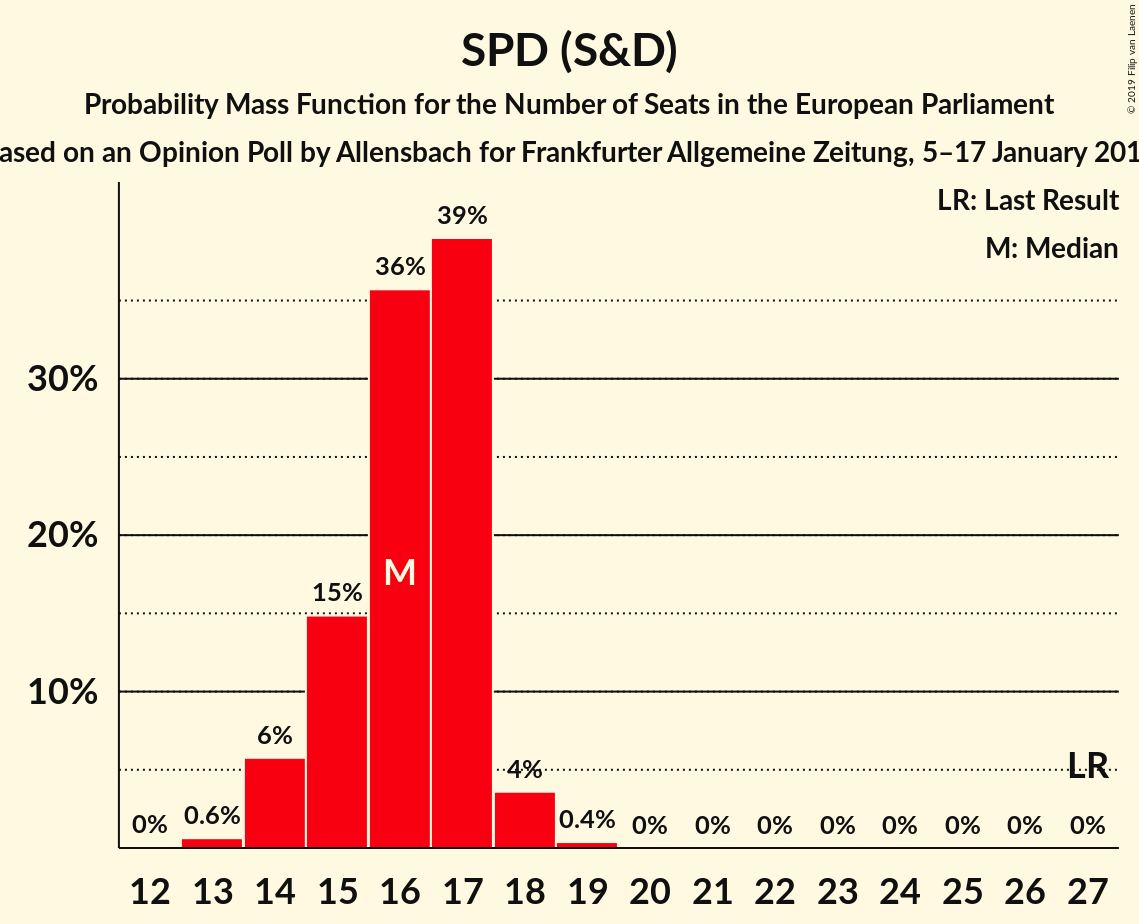 SPD (S&D)
Probability Mass Function for the Number of Seats in the European Parliament
ased on an Opinion Poll by Allensbach for Frankfurter Allgemeine Zeitung, 5–17 January 201
© 2019 Filip van Laenen
LR: Last Result
M: Median
39%
36%
30%
20%
M
15%
10%
6%
LR
4%
0% 0.6% 0.4% 0% 0% 0% 0% 0% 0% 0% 0%
12 13 14 15 16 17 18 19 20 21 22 23 24 25 26 27